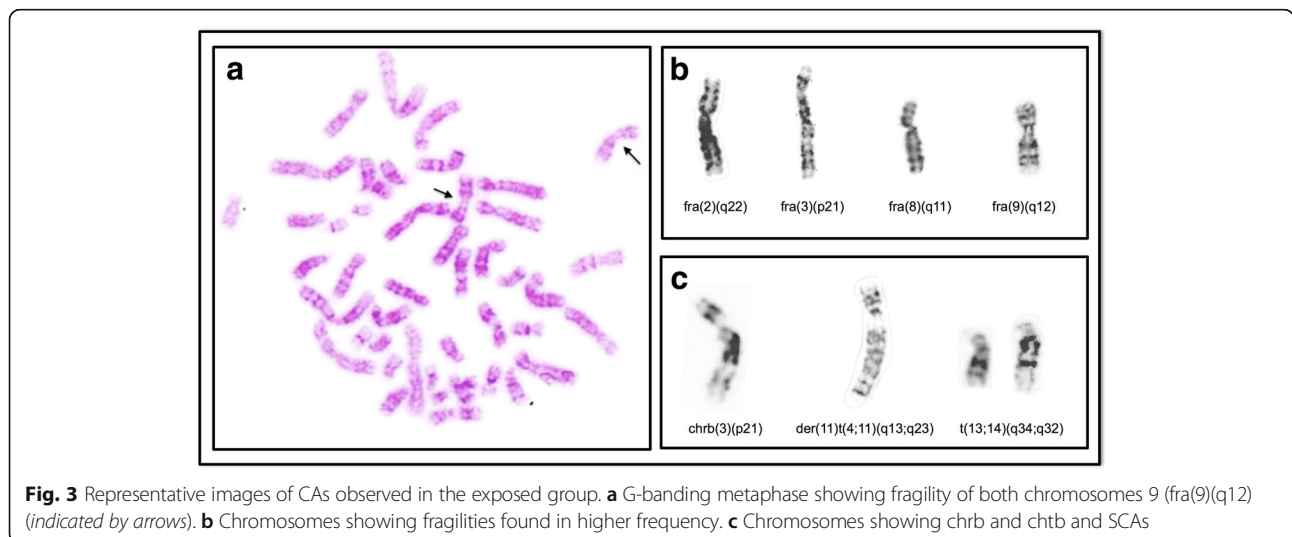 a
b
fra(2)(q22) fra(3)(p21) fra(8)(q11) fra(9)(q12)
c
chrb(3)(p21) der(11)t(4;11)(q13;q23) t(13;14)(q34;q32)
Fig. 3 Representative images of CAs observed in the exposed group. a G-banding metaphase showing fragility of both chromosomes 9 (fra(9)(q12)
(indicated by arrows). b Chromosomes showing fragilities found in higher frequency. c Chromosomes showing chrb and chtb and SCAs